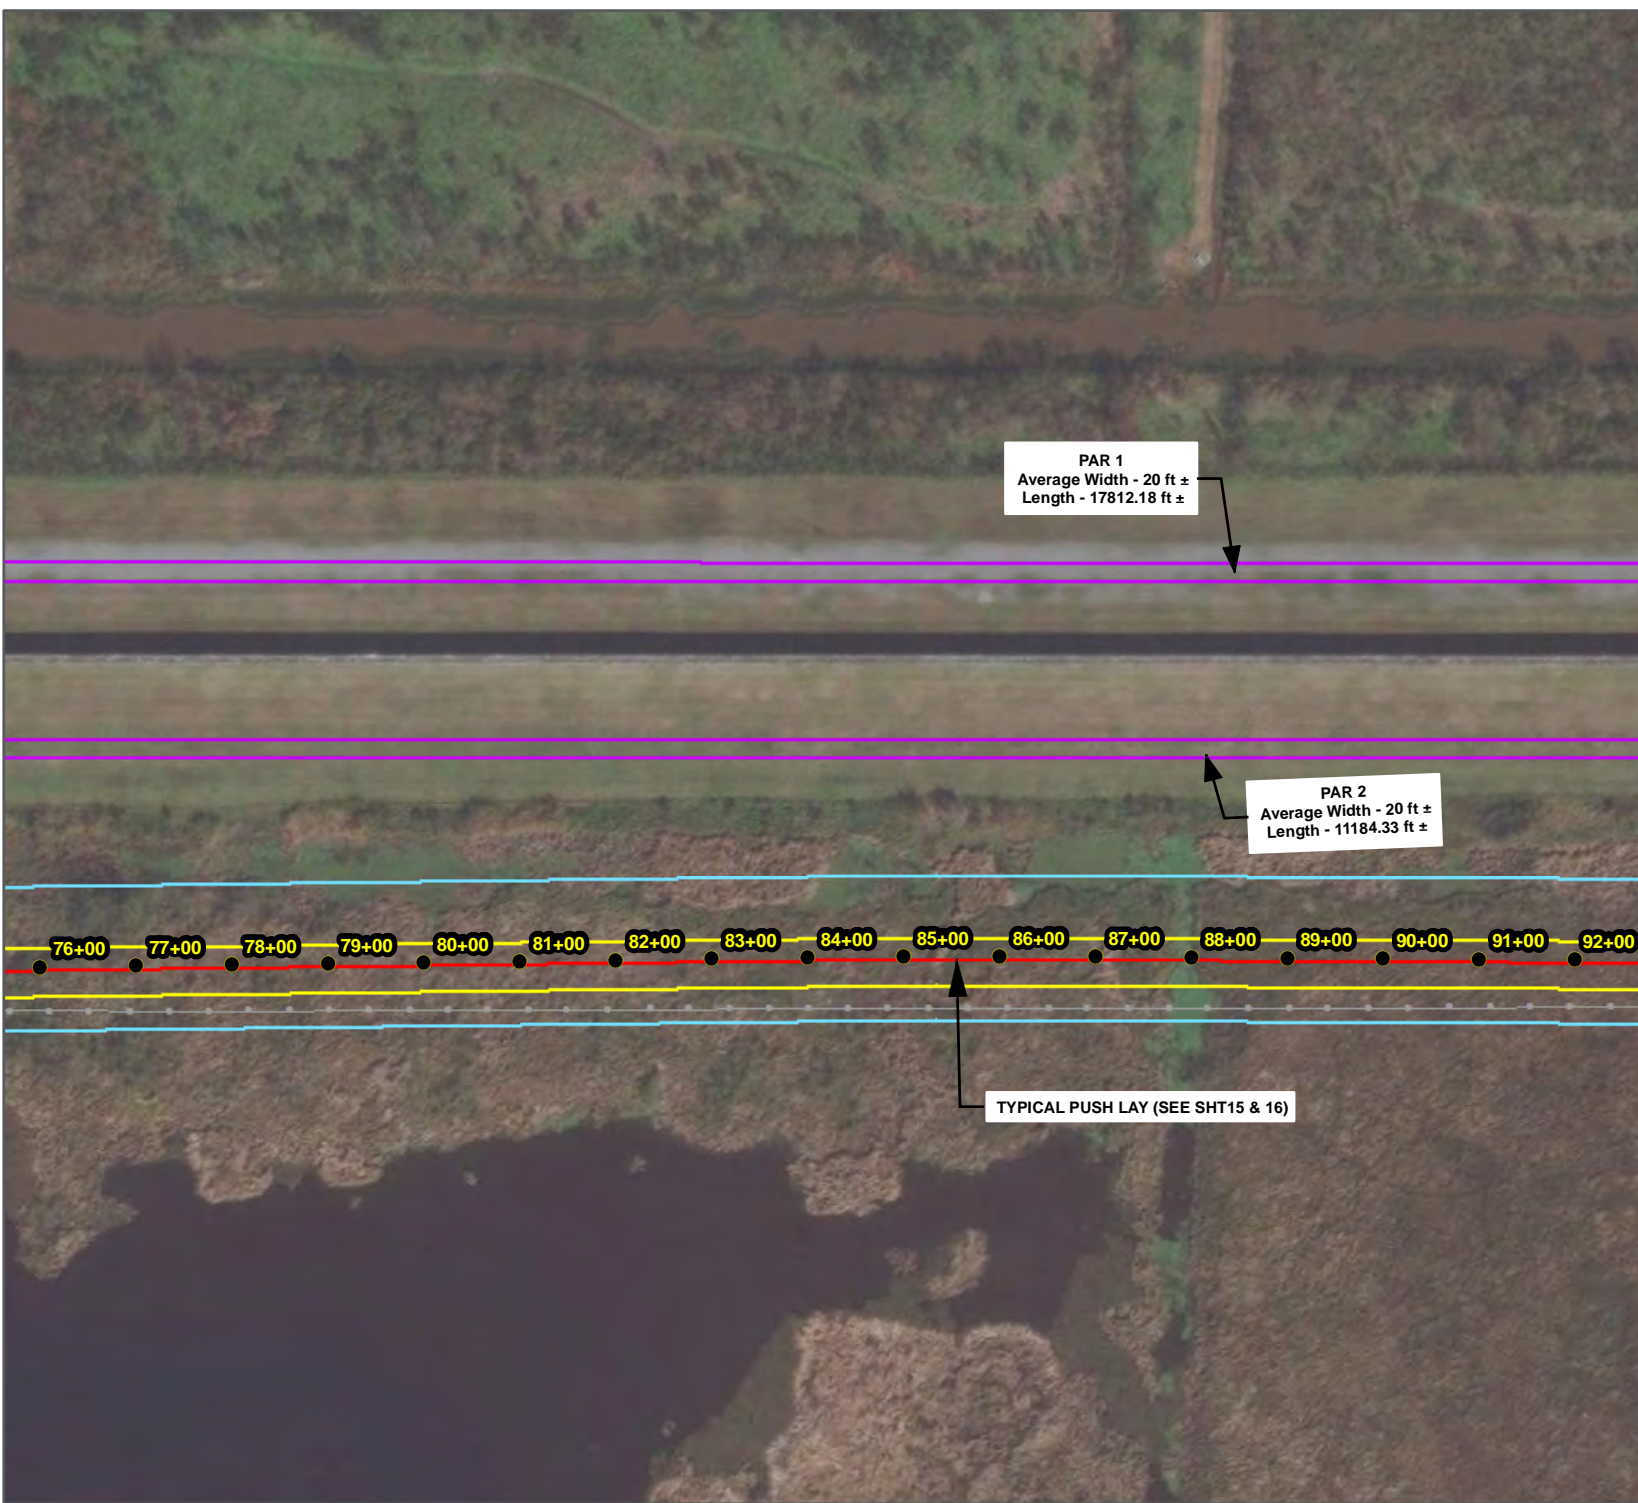 PAR 1
Average Width - 20 ft ±
Length - 17812.18 ft ±
PAR 2
Average Width - 20 ft ±
Length - 11184.33 ft ±
76+00
77+00
78+00
79+00
80+00
81+00
82+00
83+00
84+00
85+00
86+00
87+00
88+00
89+00
90+00
91+00
92+00
TYPICAL PUSH LAY (SEE SHT15 & 16)